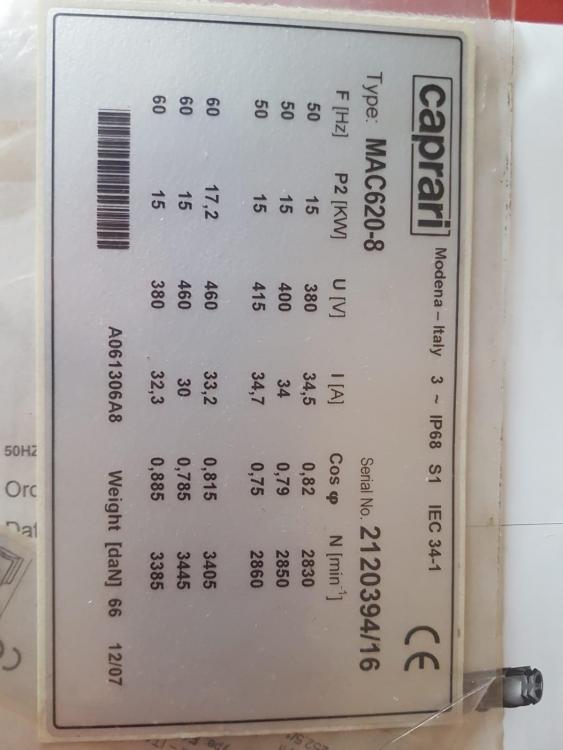 caprari Modena – Italy 3 ~ IP68 S1 IEC 34-1 CE
Type: MAC620-8 Serial No. 2120394/16
F [Hz] P2 [KW] U [V] I [A] Cos φ N [min⁻¹]
50 15 380 34,5 0,82 2830
50 15 400 34 0,79 2850
50 15 415 34,7 0,75 2860
60 17,2 460 33,2 0,815 3405
60 15 460 30 0,785 3445
60 15 380 32,3 0,885 3385
A061306A8 Weight [daN] 66 12/07
50HZ